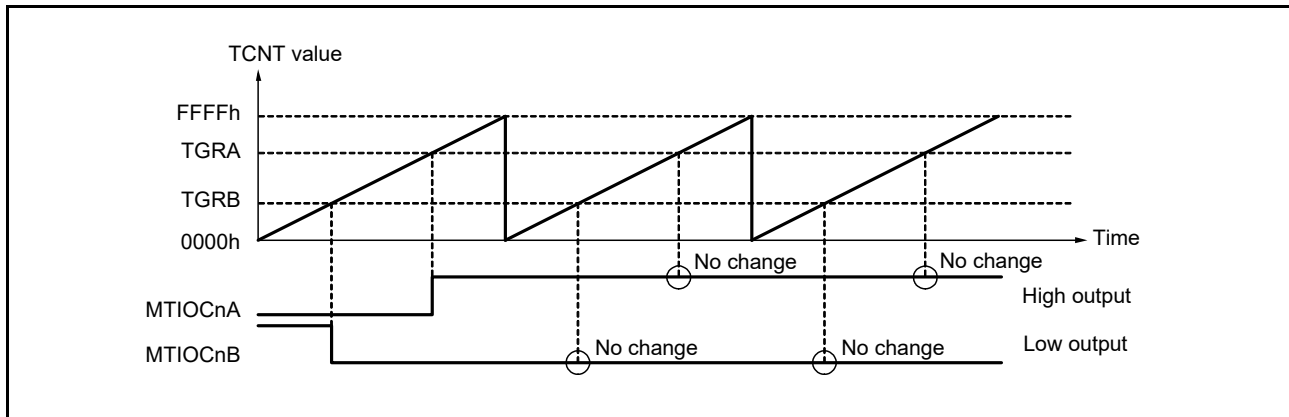 TCNT value
FFFFh
TGRA
TGRB
0000h
Time
No change
No change
High output
MTIOCnA
No change
No change
Low output
MTIOCnB